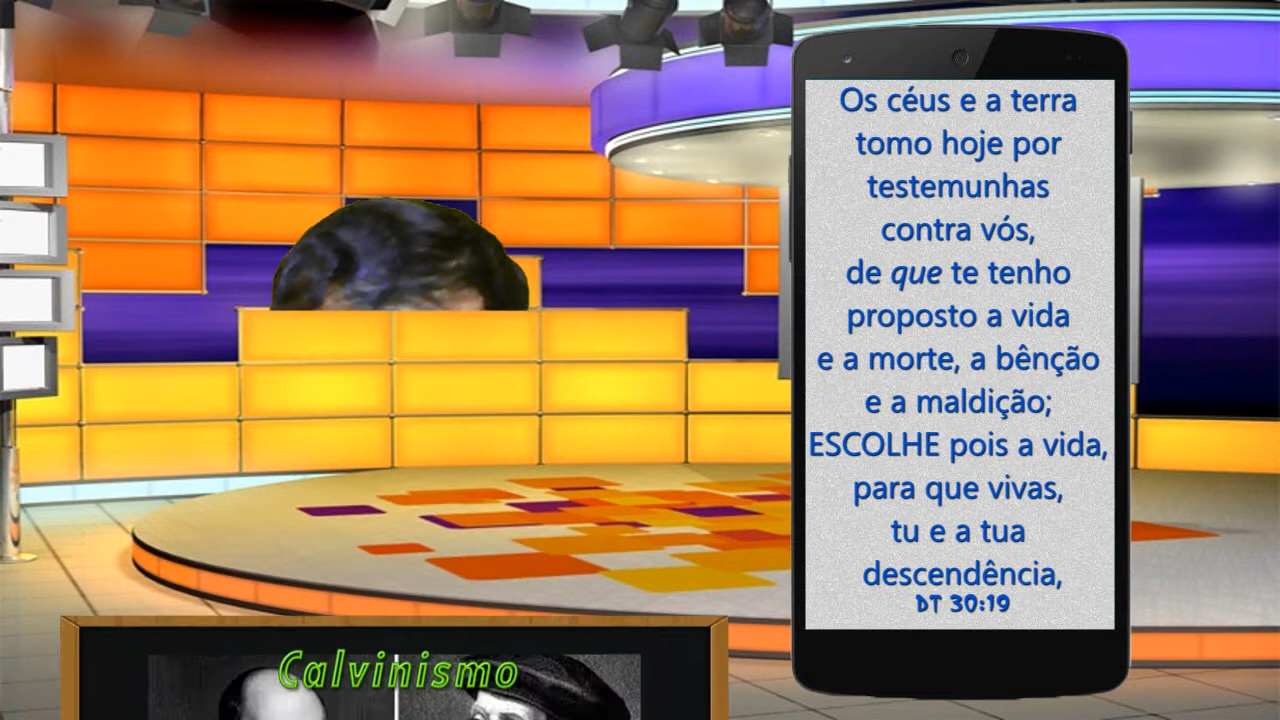 Os céus e a terra
tomo hoje por
testemunhas
contra vós,
de que te tenho
proposto a vida
e a morte, a bênção
e a maldição;
ESCOLHE pois a vida,
para que vivas,
tu e a tua
descendência,
DT 30:19
Calvinismo